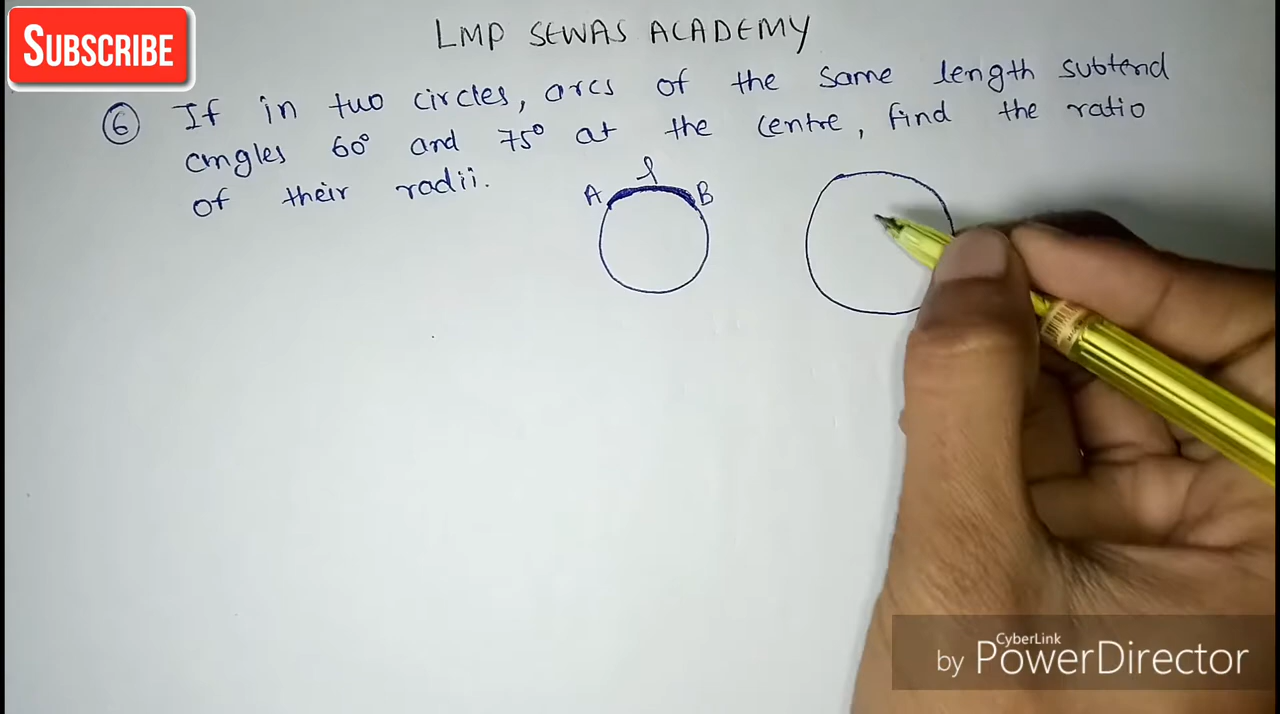 SUBSCRIBE
LMP SEWAS ACADEMY
6 If in two circles, arcs of the same length subtend
angles 60° and 75° at the centre, find the ratio
of their radii.
l
A B
CyberLink
by PowerDirector